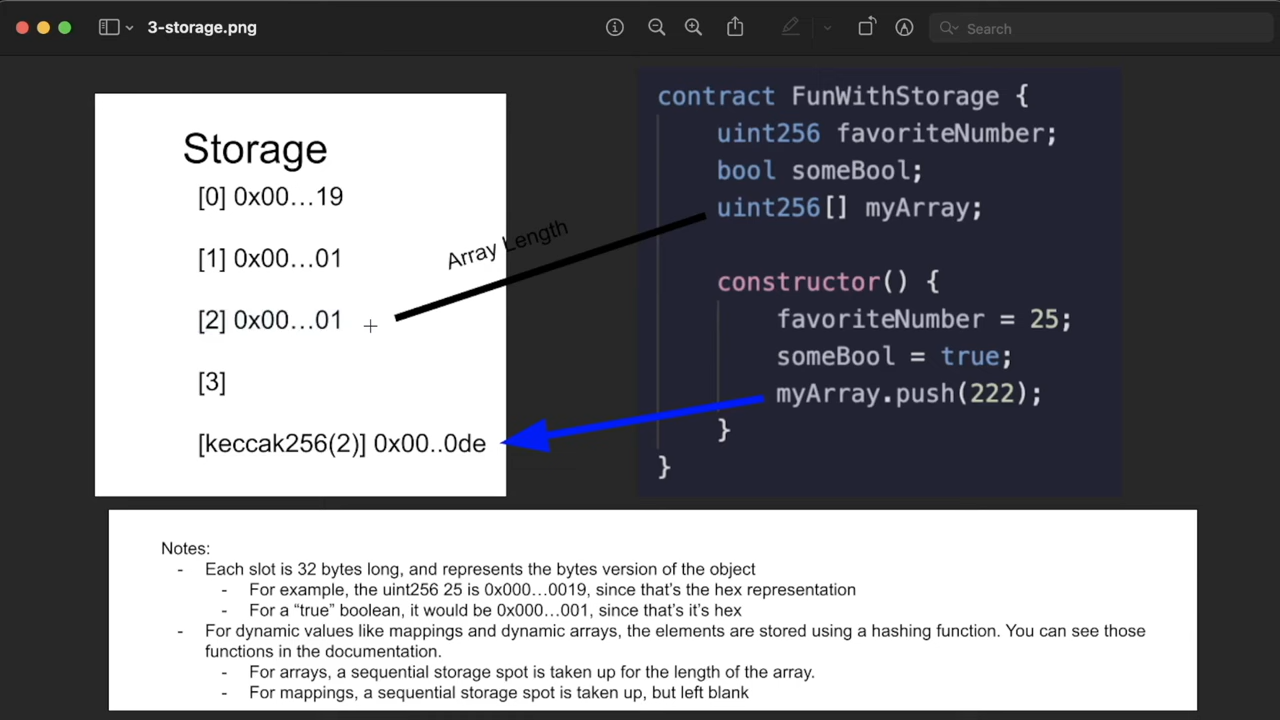 3-storage.png
Search
Storage
[0] 0x00…19
[1] 0x00…01
[2] 0x00…01
[3]
[keccak256(2)] 0x00..0de
Array Length
contract FunWithStorage {
uint256 favoriteNumber;
bool someBool;
uint256[] myArray;
constructor() {
favoriteNumber = 25;
someBool = true;
myArray.push(222);
}
}
Notes:
- Each slot is 32 bytes long, and represents the bytes version of the object
- For example, the uint256 25 is 0x000…0019, since that's the hex representation
- For a “true” boolean, it would be 0x000…001, since that's it's hex
- For dynamic values like mappings and dynamic arrays, the elements are stored using a hashing function. You can see those
functions in the documentation.
- For arrays, a sequential storage spot is taken up for the length of the array.
- For mappings, a sequential storage spot is taken up, but left blank